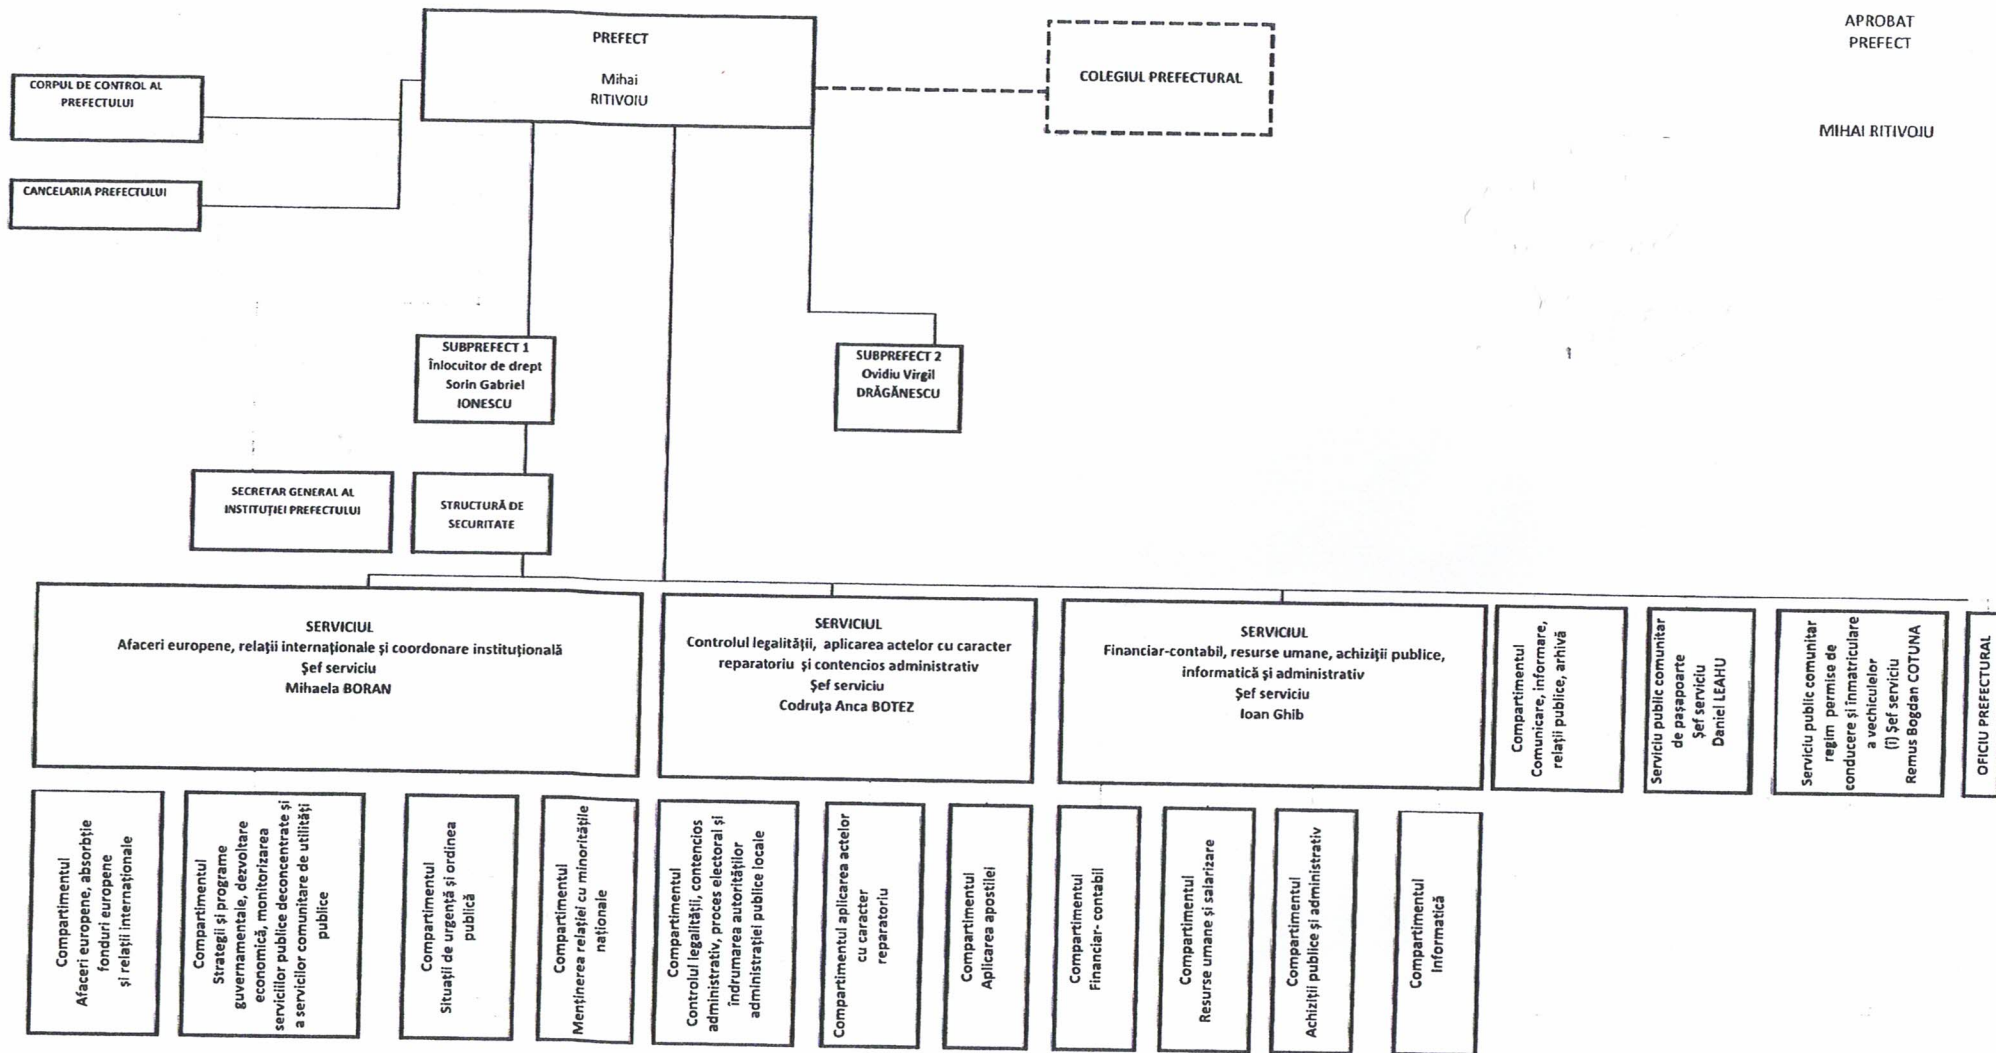 APROBAT
PREFECT
MIHAI RITIVOIU
PREFECT
Mihai
RITIVOIU
COLEGIUL PREFECTURAL
CORPUL DE CONTROL AL
PREFECTULUI
CANCELARIA PREFECTULUI
SUBPREFECT 1
Înlocuitor de drept
Sorin Gabriel
IONESCU
SUBPREFECT 2
Ovidiu Virgil
DRĂGĂNESCU
SECRETAR GENERAL AL
INSTITUȚIEI PREFECTULUI
STRUCTURĂ DE
SECURITATE
SERVICIUL
Afaceri europene, relații internaționale și coordonare instituțională
Șef serviciu
Mihaela BORAN
SERVICIUL
Controlul legalității, aplicarea actelor cu caracter
reparatoriu și contencios administrativ
Șef serviciu
Codruța Anca BOTEZ
SERVICIUL
Financiar-contabil, resurse umane, achiziții publice,
informatică și administrativ
Șef serviciu
Ioan Ghib
Compartimentul
Comunicare, informare,
relații publice, arhivă
Serviciu public comunitar
de pașapoarte
Șef serviciu
Daniel LEAHU
Serviciu public comunitar
regim permise de
conducere și înmatriculare
a vechiculelor
(î) Șef serviciu
Remus Bogdan COTUNA
OFICIU PREFECTURAL
Compartimentul
Afaceri europene, absorbție
fonduri europene
și relații internaționale
Compartimentul
Strategii și programe
guvernamentale, dezvoltare
economică, monitorizarea
serviciilor publice deconcentrate și
a serviciilor comunitare de utilități
publice
Compartimentul
Situații de urgență și ordinea
publică
Compartimentul
Menținerea relației cu minoritățile
naționale
Compartimentul
Controlul legalității, contencios
administrativ, proces electoral și
îndrumarea autorităților
administrației publice locale
Compartimentul aplicarea actelor
cu caracter
reparatoriu
Compartimentul
Aplicarea apostilei
Compartimentul
Financiar- contabil
Compartimentul
Resurse umane și salarizare
Compartimentul
Achiziții publice și administrativ
Compartimentul
Informatică